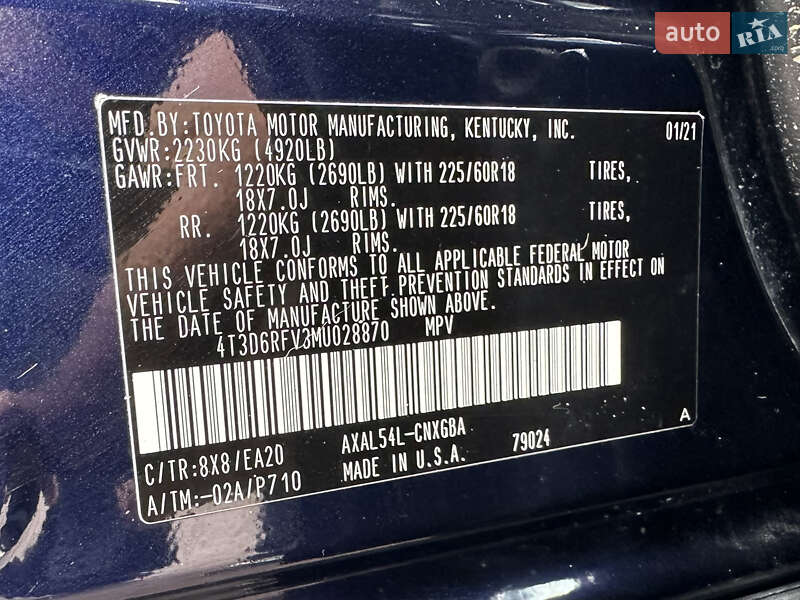 auto RIA.com
MFD.BY:TOYOTA MOTOR MANUFACTURING, KENTUCKY, INC. 01/21
GVWR:2230KG (4920LB)
GAWR:FRT. 1220KG (2690LB) WITH 225/60R18 TIRES,
18X7.0J RIMS.
RR. 1220KG (2690LB) WITH 225/60R18 TIRES,
18X7.0J RIMS.
THIS VEHICLE CONFORMS TO ALL APPLICABLE FEDERAL MOTOR
VEHICLE SAFETY AND THEFT PREVENTION STANDARDS IN EFFECT ON
THE DATE OF MANUFACTURE SHOWN ABOVE.
4T3D6RFV3MU028870 MPV
C/TR:8X8/EA20 AXAL54L-CNXGBA A
A/TM:-02A/P710 MADE IN U.S.A. 79024